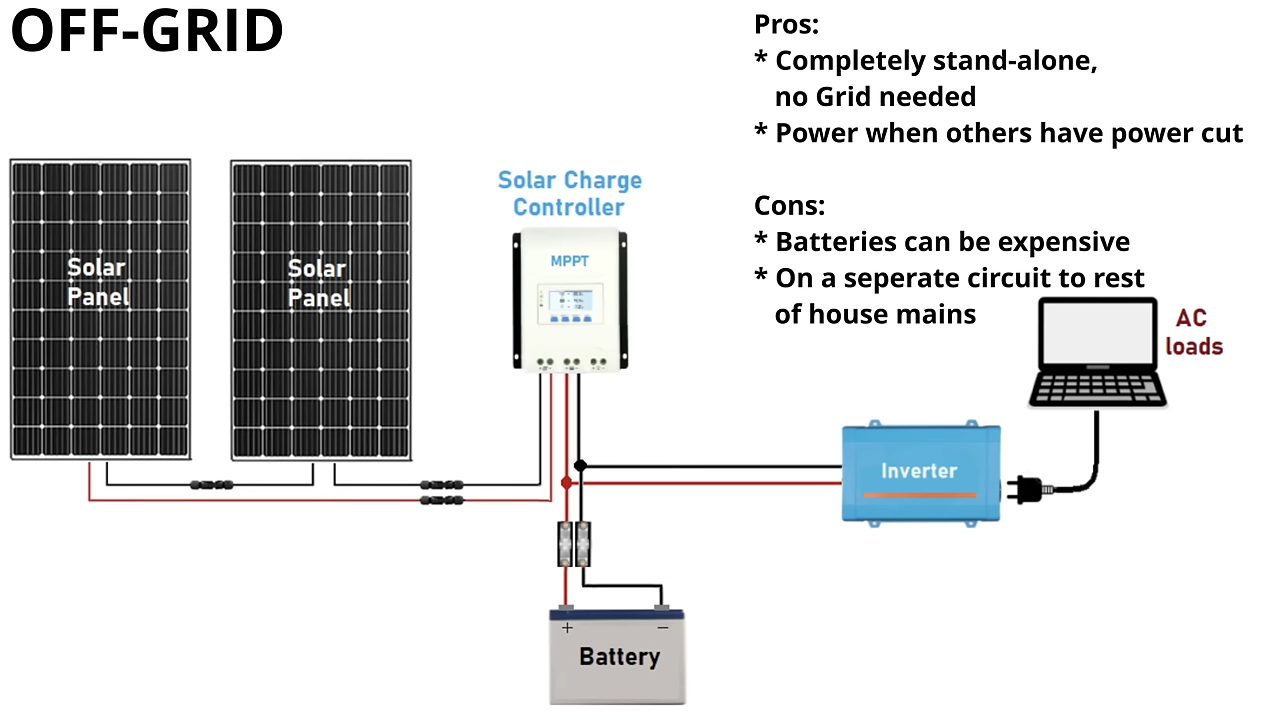 OFF-GRID
Pros:
* Completely stand-alone,
no Grid needed
* Power when others have power cut
Cons:
* Batteries can be expensive
* On a seperate circuit to rest
of house mains
Solar Charge
Controller
MPPT
Solar
Panel
Solar
Panel
AC
loads
Inverter
+ −
Battery